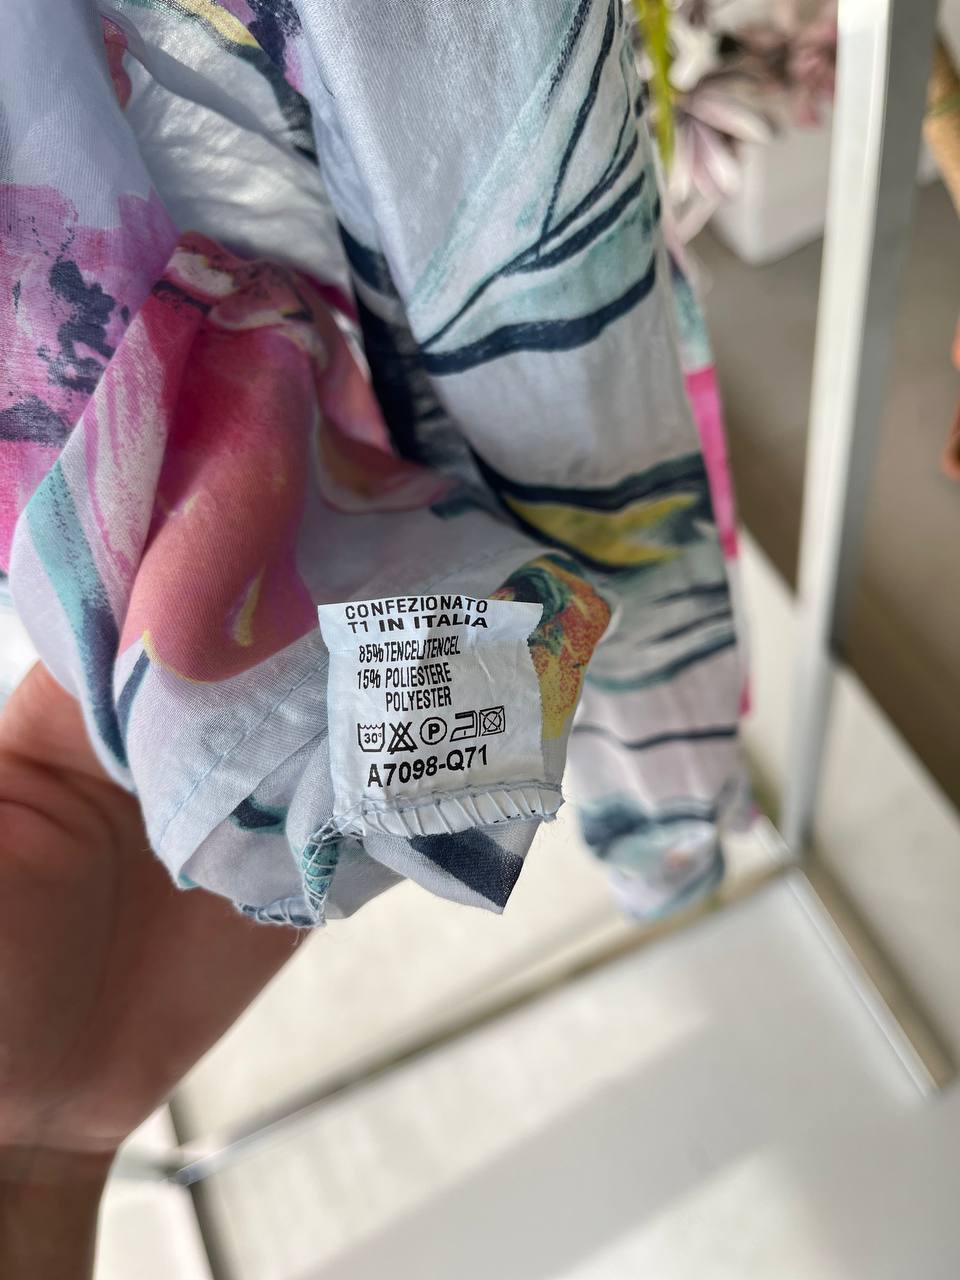 CONFEZIONATO
T1 IN ITALIA
85%TENCEL/TENCEL
15% POLIESTERE
POLYESTER
30° P
A7098-Q71